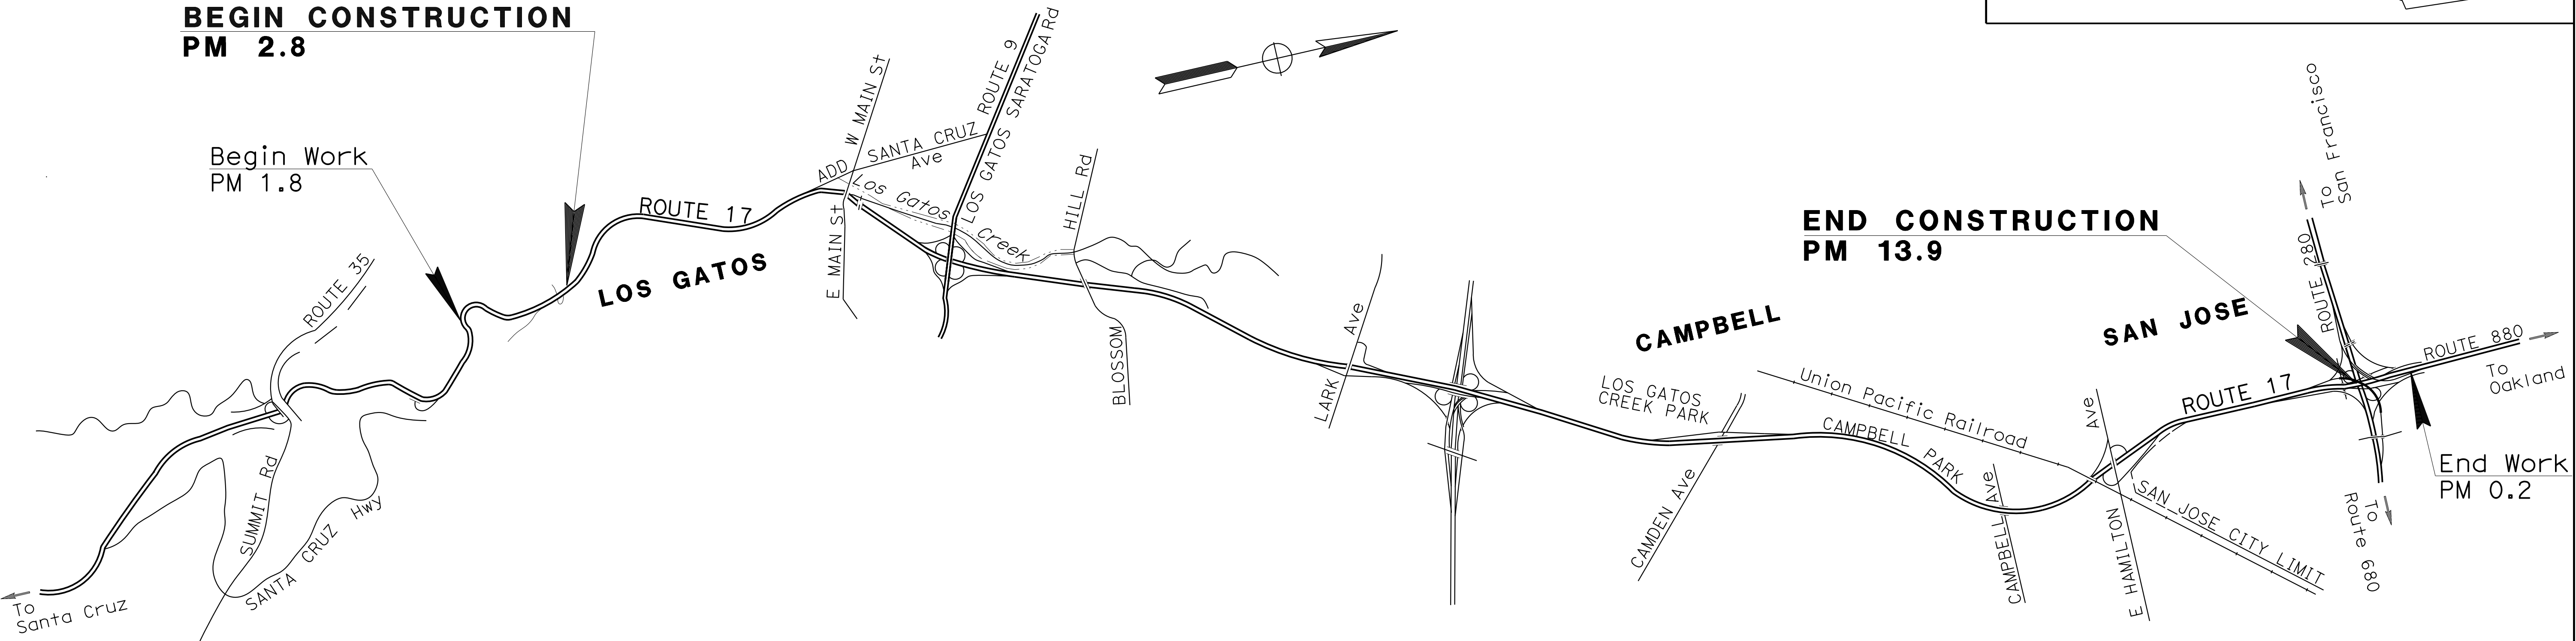 BEGIN CONSTRUCTION
PM 2.8
Begin Work
PM 1.8
ROUTE 35
SUMMIT Rd
SANTA CRUZ Hwy
To
Santa Cruz
LOS GATOS
ROUTE 17
ADD
W MAIN St
E MAIN St
SANTA CRUZ
Ave
ROUTE 9
LOS GATOS SARATOGA Rd
Los Gatos Creek
HILL Rd
BLOSSOM
LARK Ave
CAMPBELL
LOS GATOS
CREEK PARK
CAMDEN Ave
Union Pacific Railroad
CAMPBELL PARK
CAMPBELL Ave
E HAMILTON Ave
SAN JOSE CITY LIMIT
END CONSTRUCTION
PM 13.9
SAN JOSE
ROUTE 17
ROUTE 280
To
San Francisco
ROUTE 880
To
Oakland
To
Route 680
End Work
PM 0.2